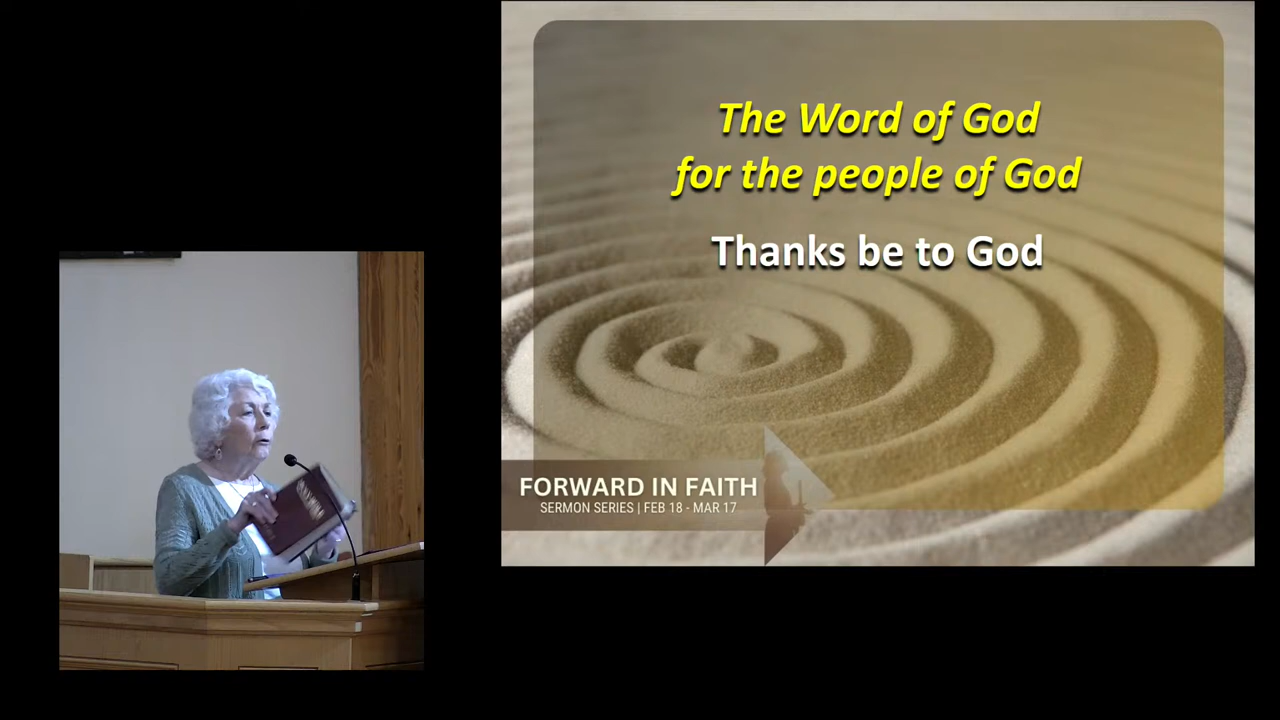 The Word of God
for the people of God
Thanks be to God
FORWARD IN FAITH
SERMON SERIES | FEB 18 - MAR 17